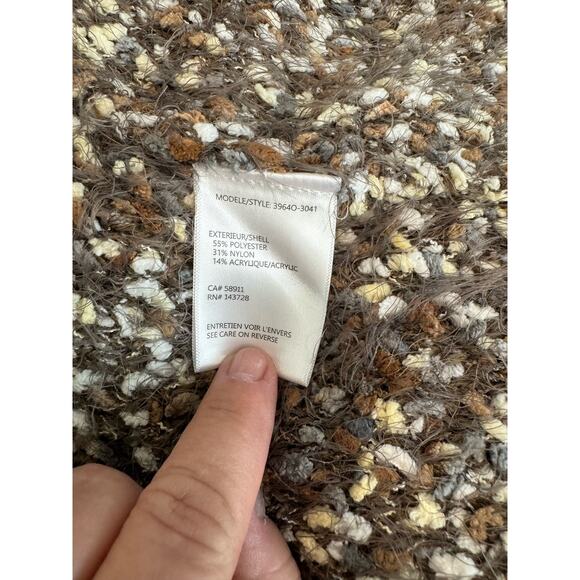 MODELE/STYLE: 3964O-3041
EXTERIEUR/SHELL
55% POLYESTER
31% NYLON
14% ACRYLIQUE/ACRYLIC
CA# 58911
RN# 143728
ENTRETIEN VOIR L'ENVERS
SEE CARE ON REVERSE